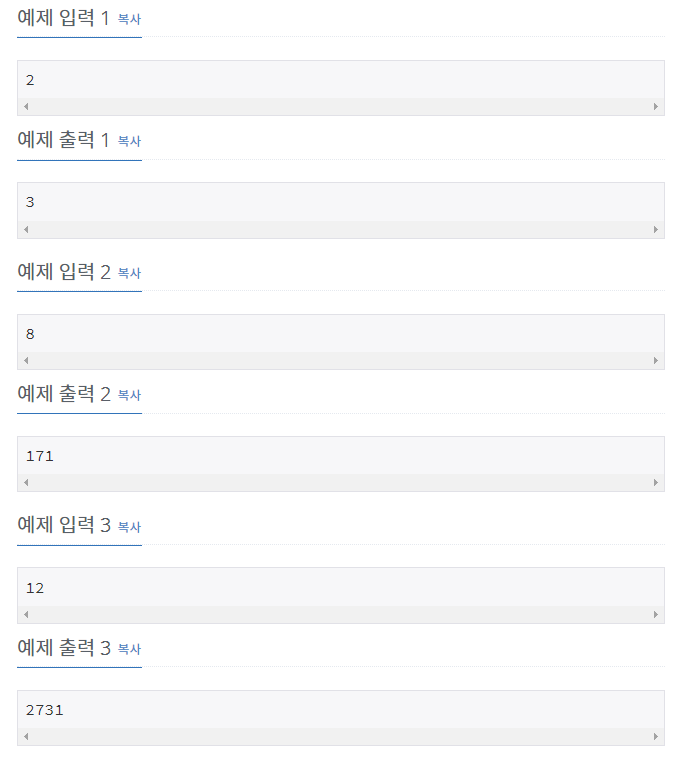 예제 입력 1 복사
2
예제 출력 1 복사
3
예제 입력 2 복사
8
예제 출력 2 복사
171
예제 입력 3 복사
12
예제 출력 3 복사
2731